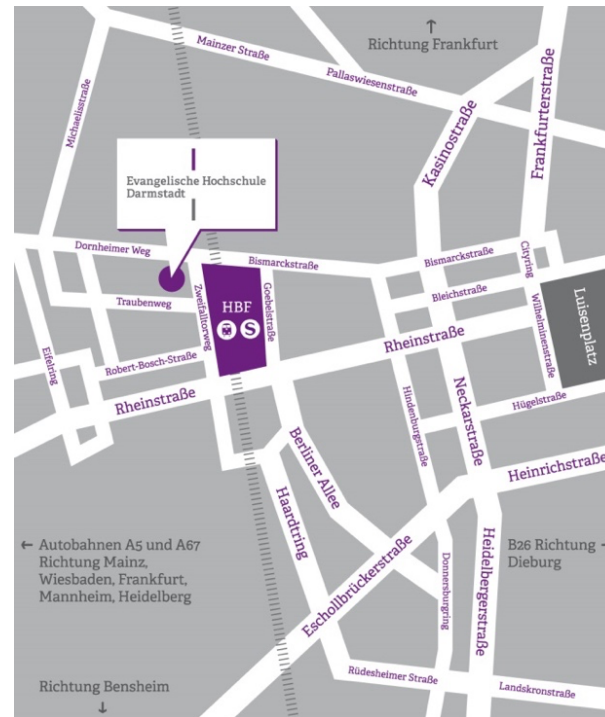 Richtung Frankfurt
Mainzer Straße
Pallaswiesenstraße
Michaelisstraße
Kasinostraße
Frankfurterstraße
Evangelische Hochschule
Darmstadt
Dornheimer Weg
Bismarckstraße
Bismarckstraße
Cityring
Traubenweg
Zweifalltorweg
HBF
S
Goebelstraße
Bleichstraße
Wilhelminenstraße
Luisenplatz
Eifelring
Robert-Bosch-Straße
Rheinstraße
Rheinstraße
Hindenburgstraße
Neckarstraße
Hügelstraße
Berliner Allee
Haardtring
Heinrichstraße
← Autobahnen A5 und A67
Richtung Mainz,
Wiesbaden, Frankfurt,
Mannheim, Heidelberg
Eschollbrückerstraße
Donnersburgring
Heidelbergerstraße
B26 Richtung
Dieburg
Rüdesheimer Straße
Landskronstraße
Richtung Bensheim